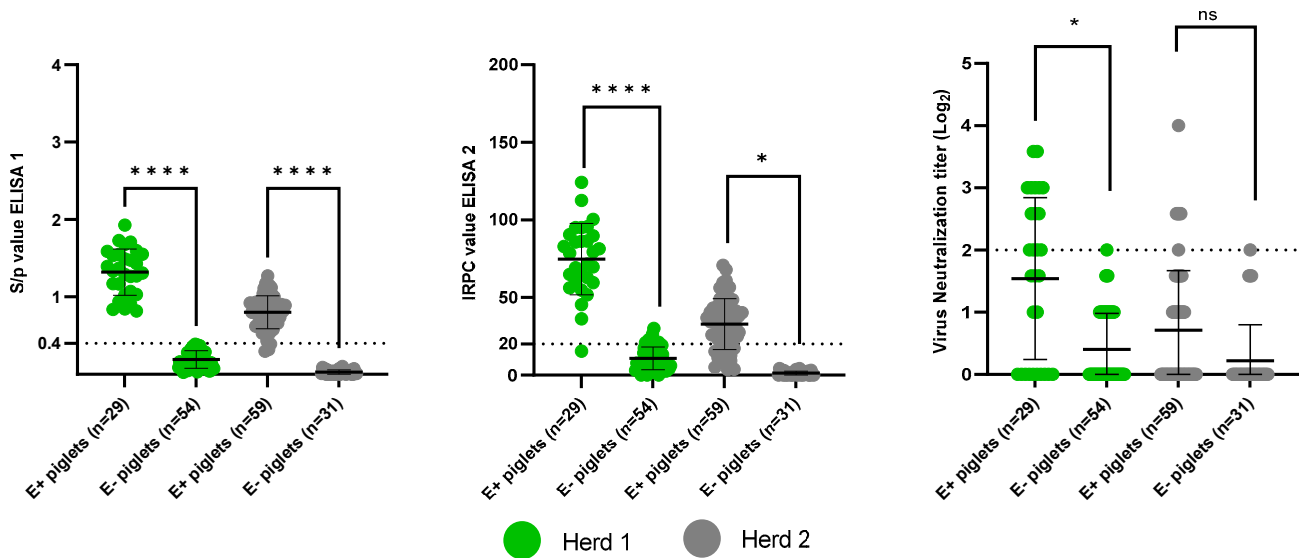 S/p value ELISA 1
4
3
2
1
0.4
* * * *
* * * *
E+ piglets (n=29)
E- piglets (n=54)
E+ piglets (n=59)
E- piglets (n=31)
IRPC value ELISA 2
200
150
100
50
20
0
* * * *
*
E+ piglets (n=29)
E- piglets (n=54)
E+ piglets (n=59)
E- piglets (n=31)
Virus Neutralization titer (Log₂)
5
4
3
2
1
0
*
ns
E+ piglets (n=29)
E- piglets (n=54)
E+ piglets (n=59)
E- piglets (n=31)
Herd 1
Herd 2